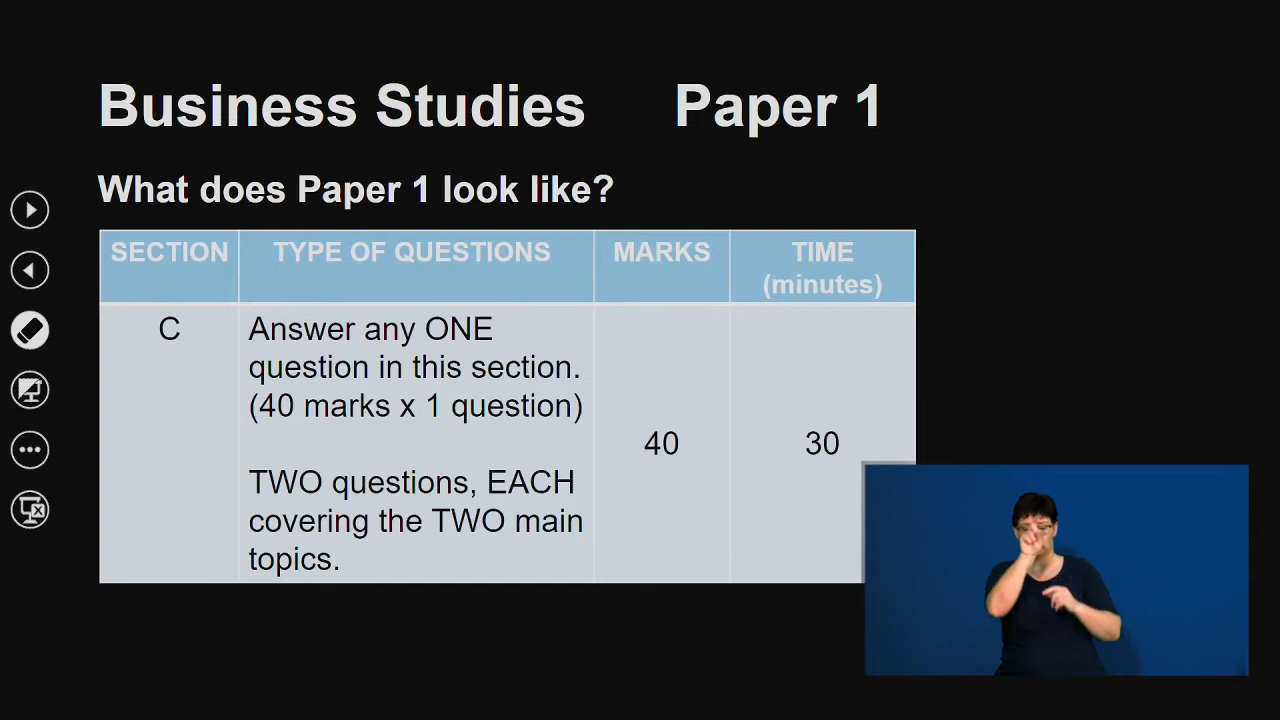 Business Studies Paper 1
What does Paper 1 look like?
SECTION TYPE OF QUESTIONS MARKS TIME
(minutes)
C Answer any ONE
question in this section.
(40 marks x 1 question)
40 30
TWO questions, EACH
covering the TWO main
topics.